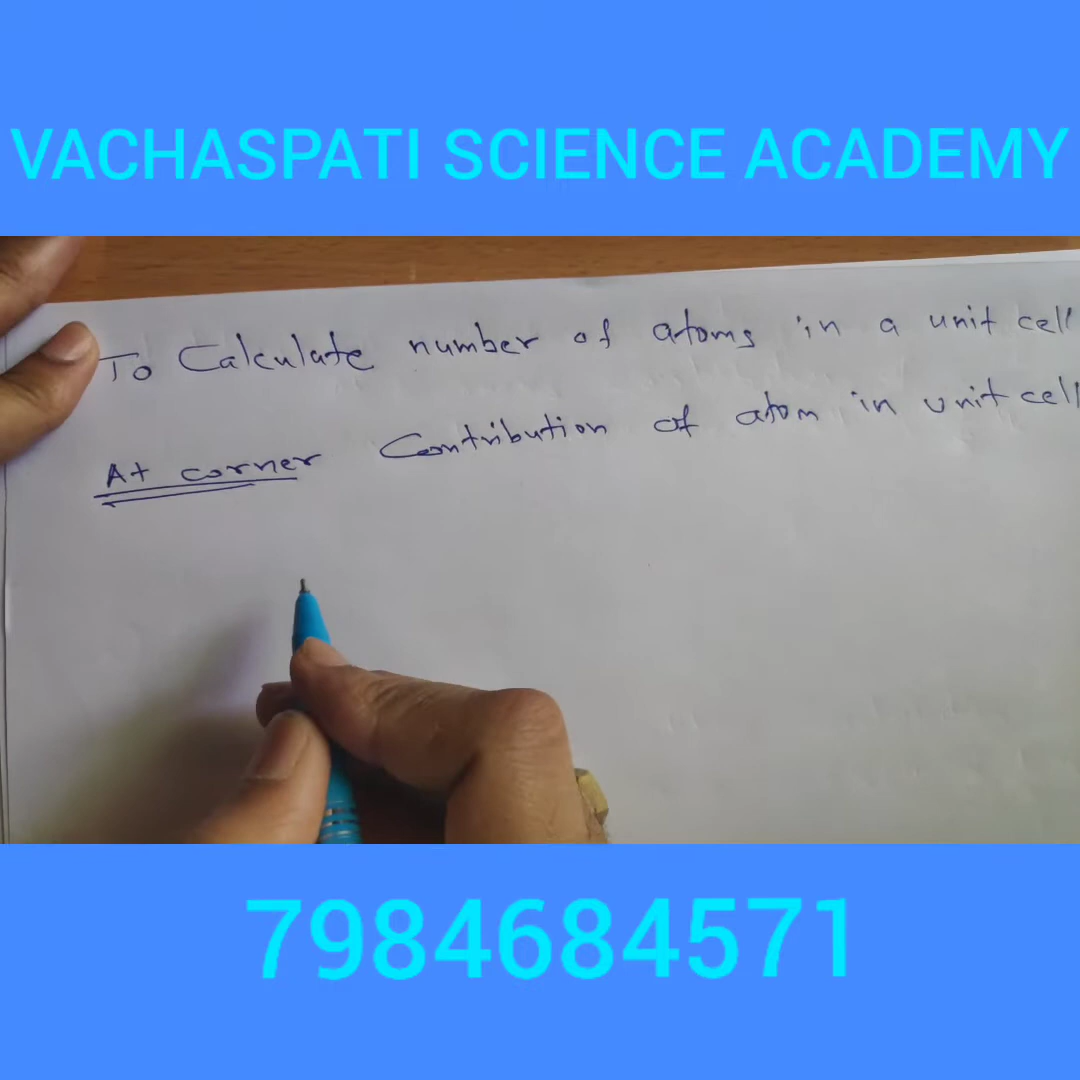 VACHASPATI SCIENCE ACADEMY
To Calculate number of atoms in a unit cell
At corner Contribution of atom in unit cell
7984684571